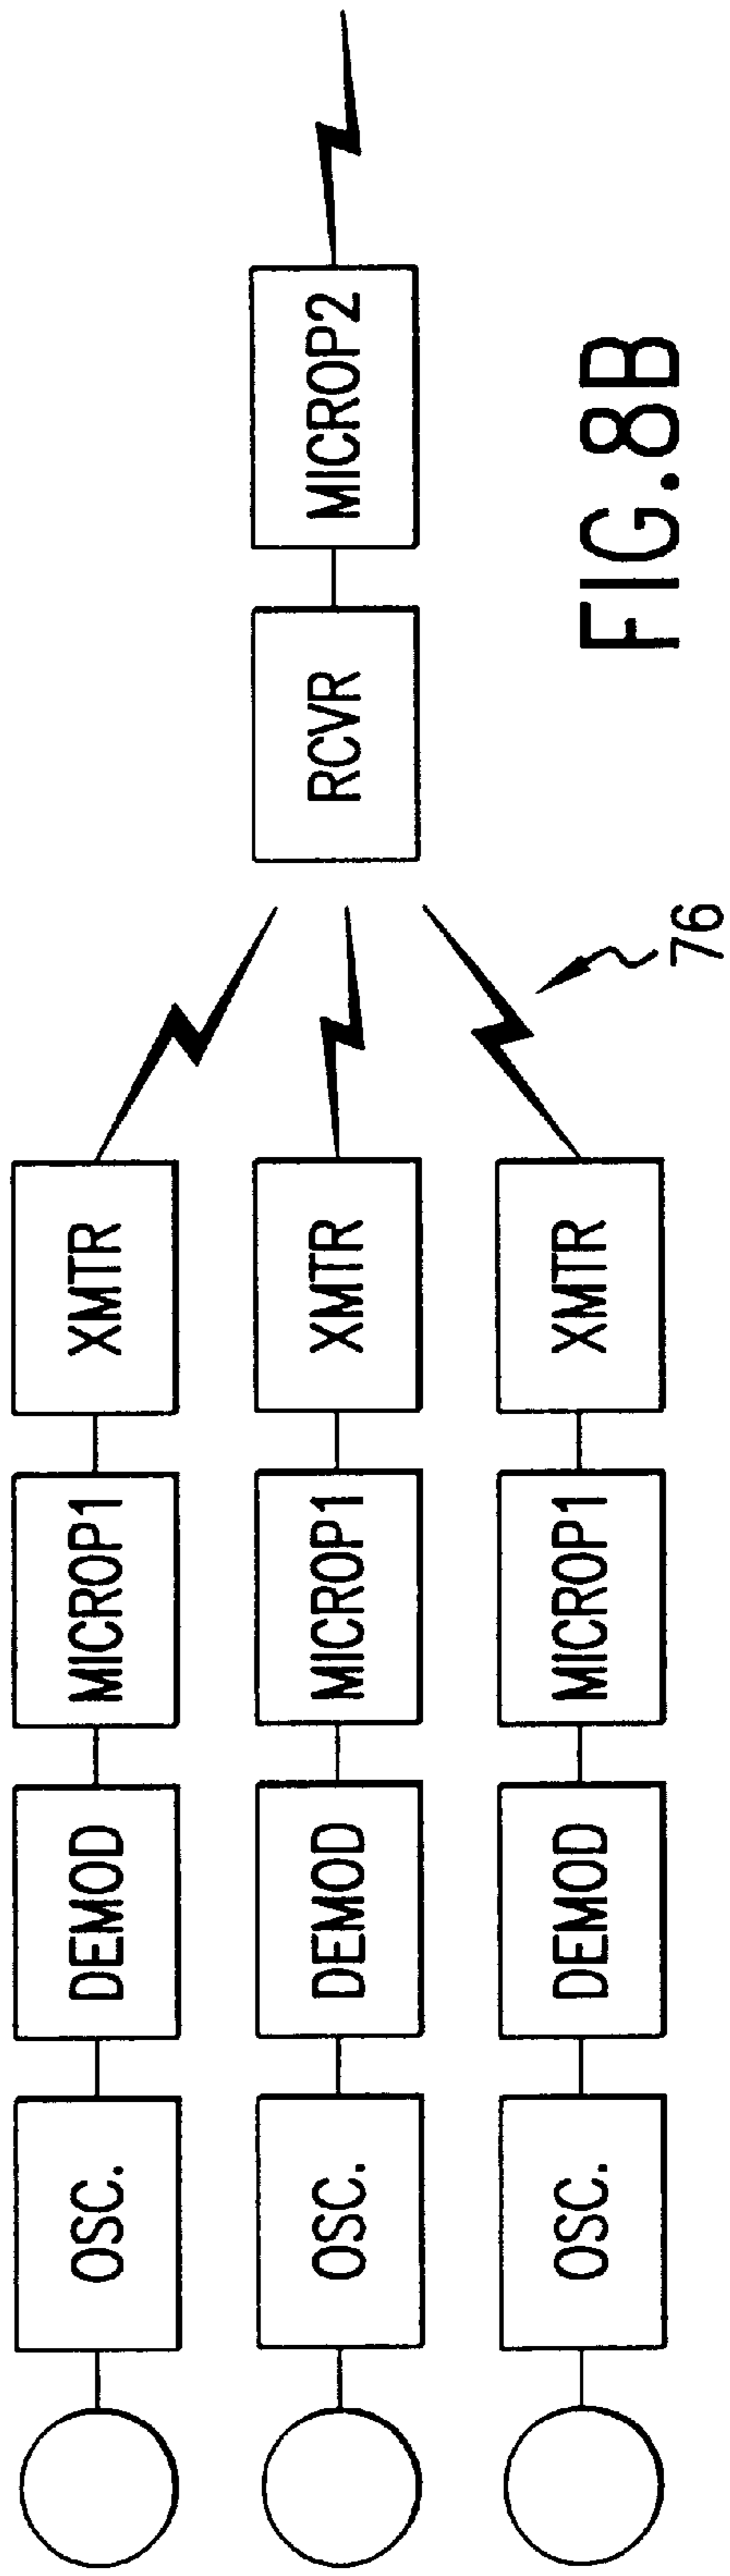 OSC.
DEMOD
MICROP1
XMTR
OSC.
DEMOD
MICROP1
XMTR
RCVR
MICROP2
OSC.
DEMOD
MICROP1
XMTR
76
FIG.8B